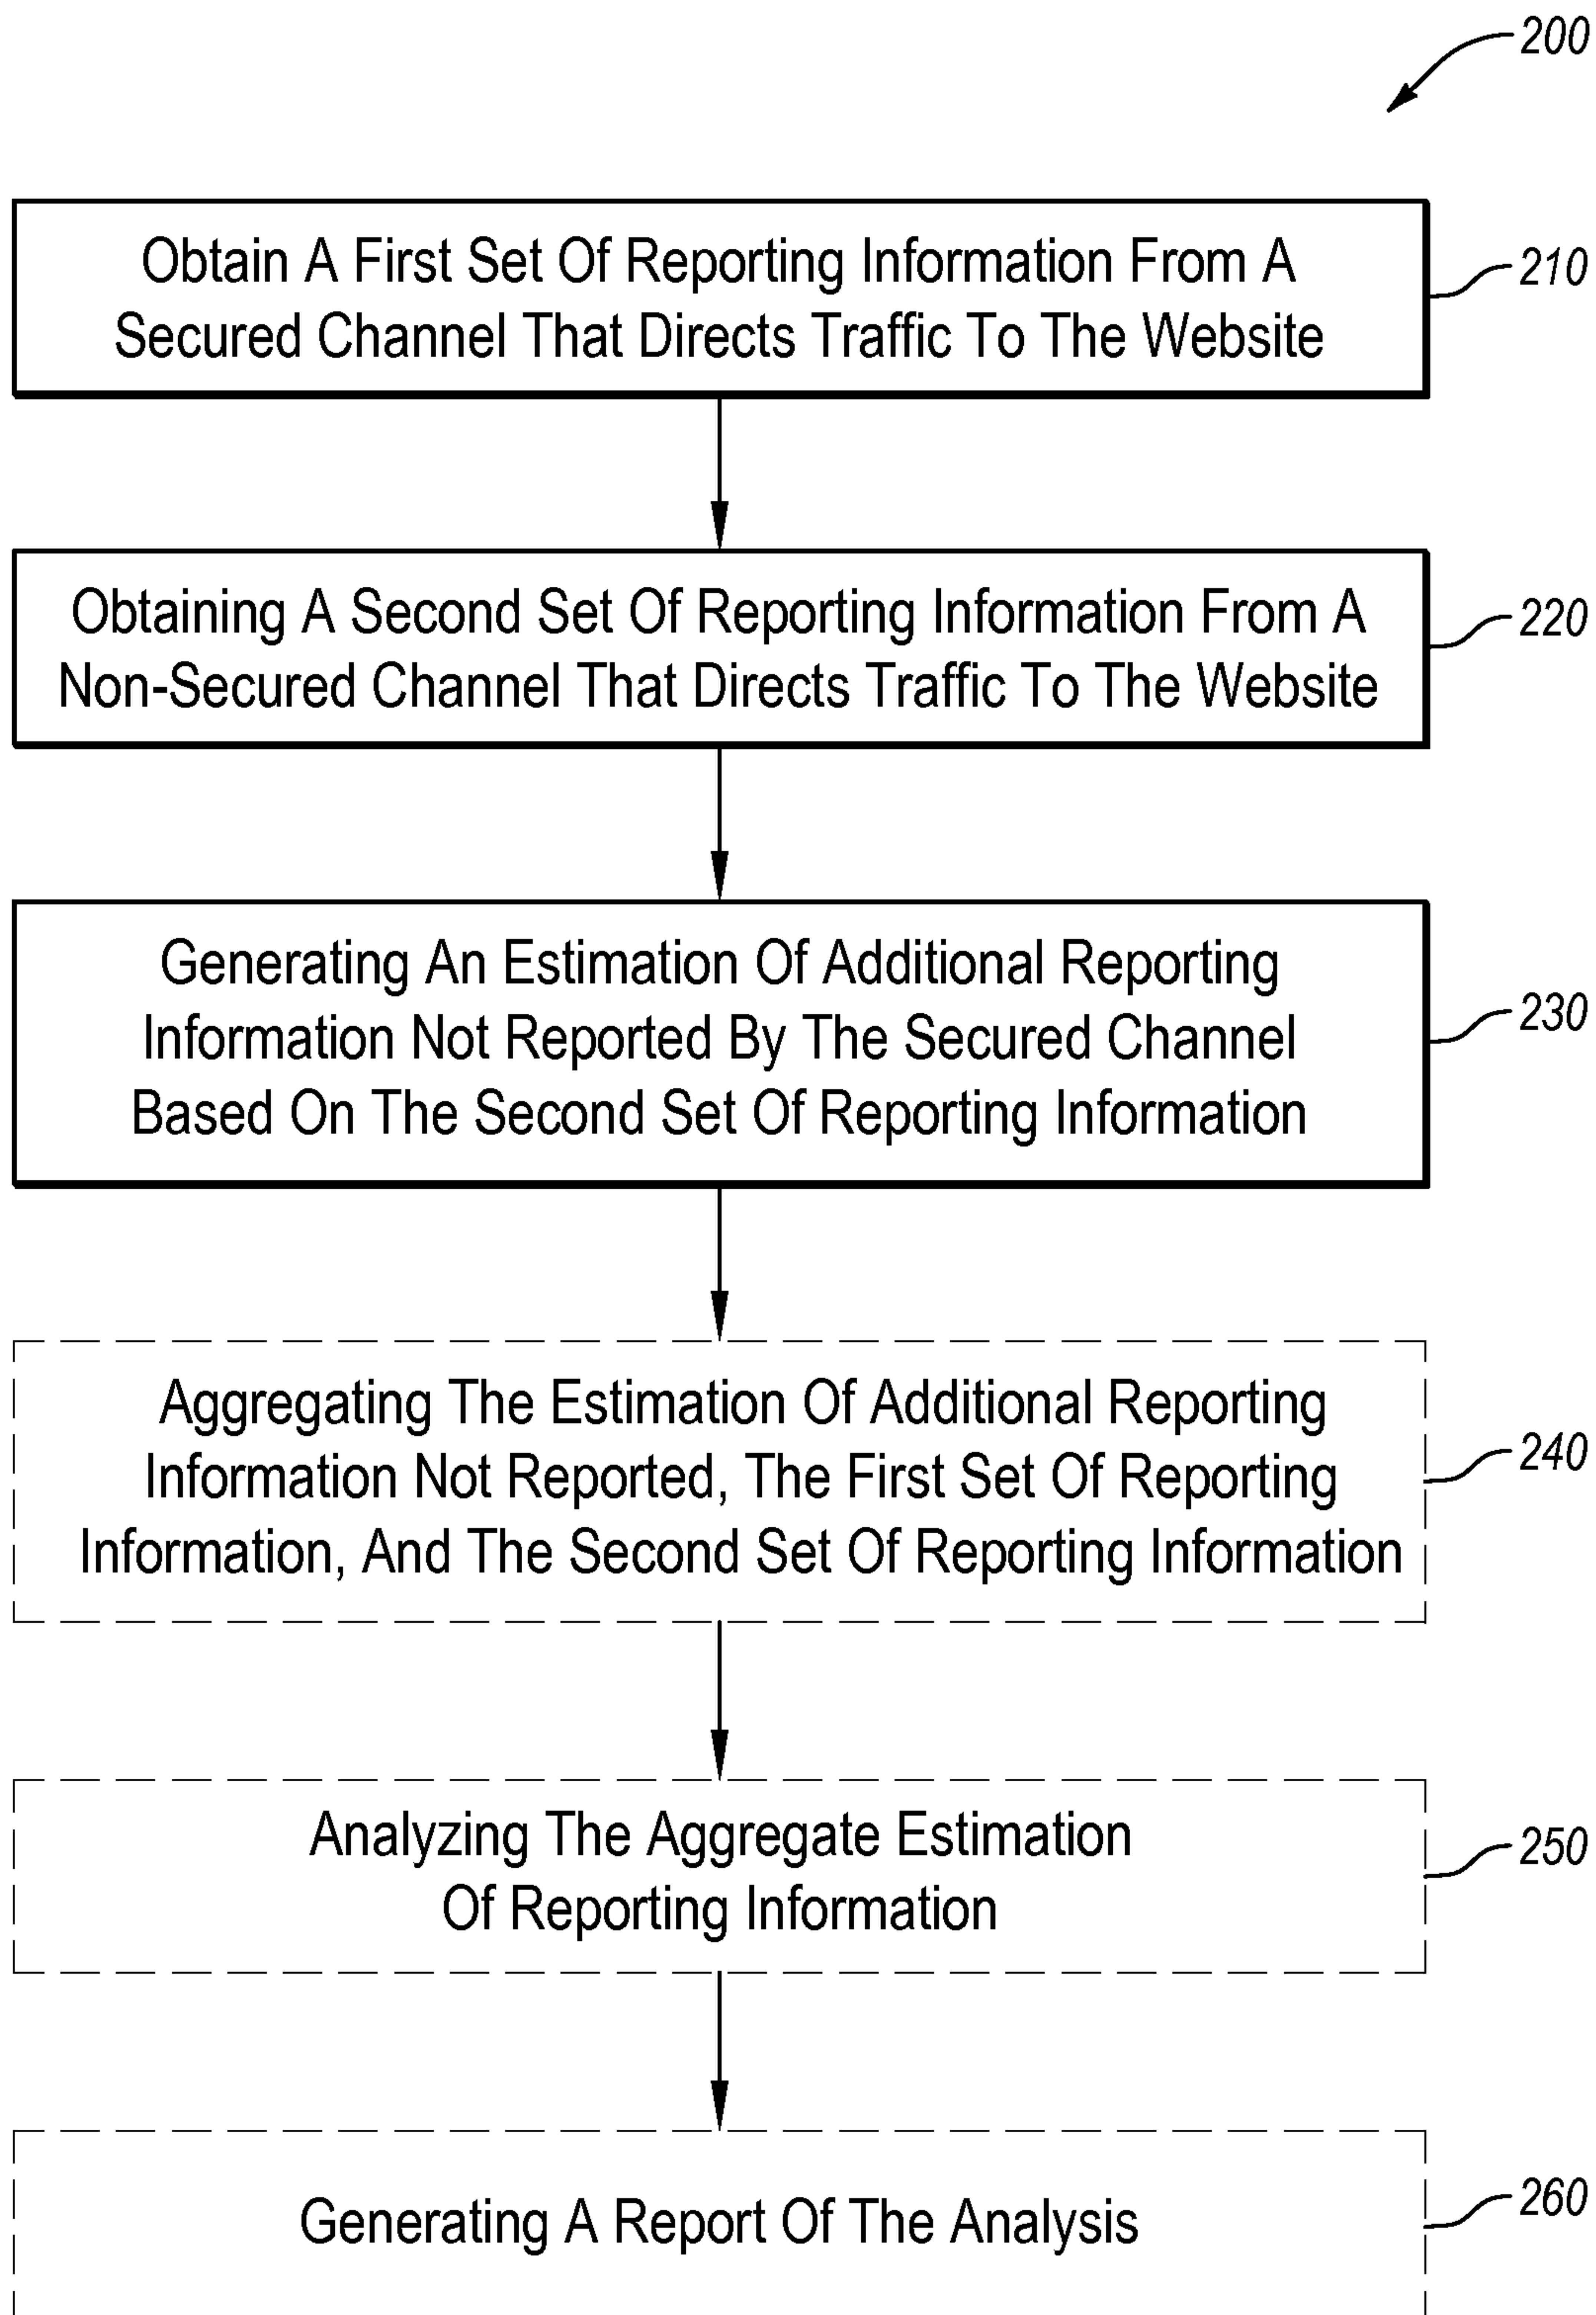 200
Obtain A First Set Of Reporting Information From A
Secured Channel That Directs Traffic To The Website
210
Obtaining A Second Set Of Reporting Information From A
Non-Secured Channel That Directs Traffic To The Website
220
Generating An Estimation Of Additional Reporting
Information Not Reported By The Secured Channel
Based On The Second Set Of Reporting Information
230
Aggregating The Estimation Of Additional Reporting
Information Not Reported, The First Set Of Reporting
Information, And The Second Set Of Reporting Information
240
Analyzing The Aggregate Estimation
Of Reporting Information
250
Generating A Report Of The Analysis
260